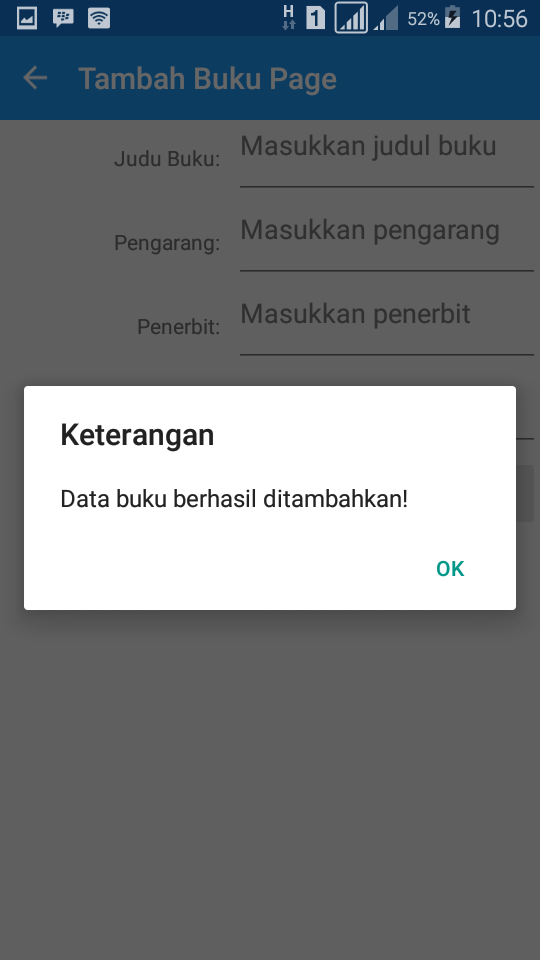 H 1 52% 10:56
Tambah Buku Page
Judu Buku: Masukkan judul buku
Pengarang: Masukkan pengarang
Penerbit: Masukkan penerbit
Keterangan
Data buku berhasil ditambahkan!
OK